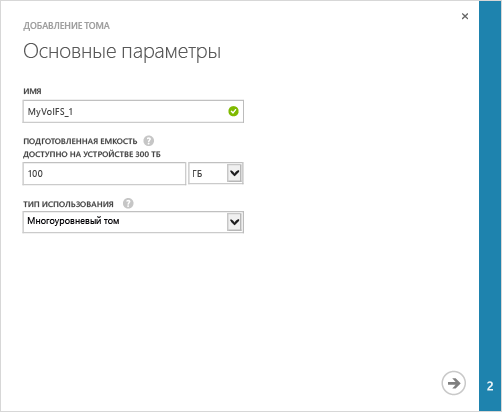 ДОБАВЛЕНИЕ ТОМА
Основные параметры
ИМЯ
MyVolFS_1
ПОДГОТОВЛЕННАЯ ЕМКОСТЬ ?
ДОСТУПНО НА УСТРОЙСТВЕ 300 ТБ
100 ГБ
ТИП ИСПОЛЬЗОВАНИЯ ?
Многоуровневый том
2